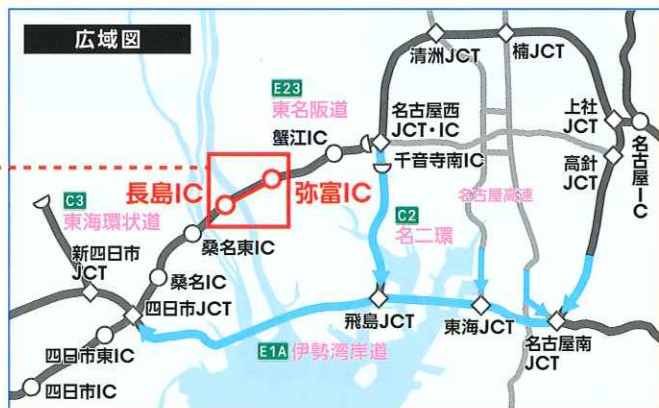 広域図
清洲JCT
楠JCT
E23
東名阪道
名古屋西
JCT・IC
上社
JCT
蟹江IC
千音寺南IC
高針
JCT
名古屋IC
長島IC
弥富IC
名古屋高速
C3
東海環状道
C2
名二環
桑名東IC
新四日市
JCT
桑名IC
四日市JCT
飛島JCT
東海JCT
名古屋南
JCT
四日市東IC
E1A 伊勢湾岸道
四日市IC